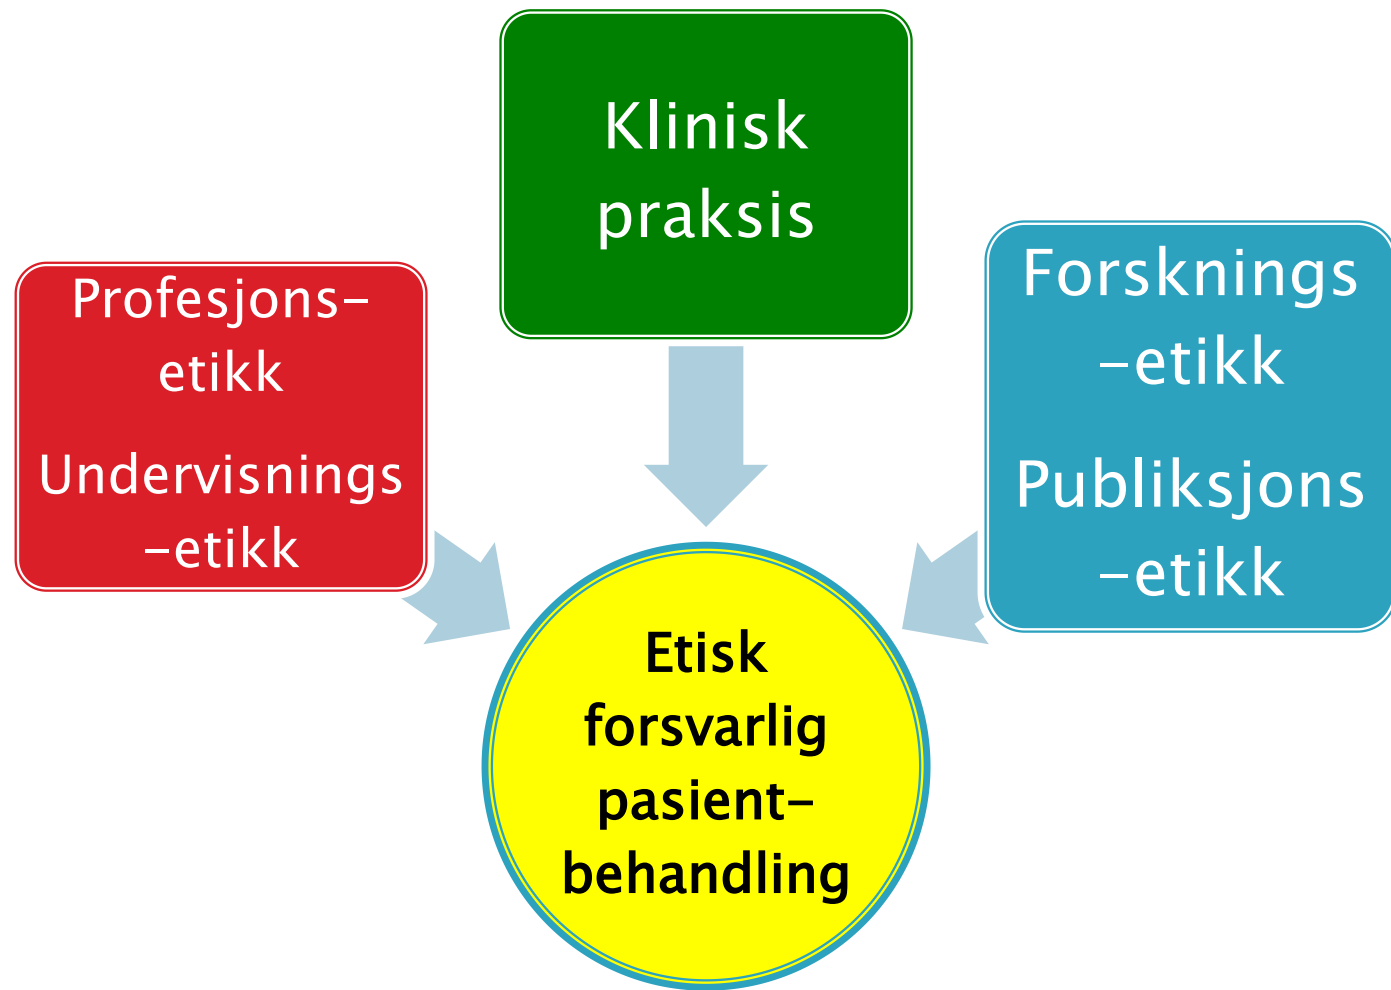 Klinisk
praksis
Profesjons-
etikk
Undervisnings
-etikk
Forsknings
-etikk
Publiksjons
-etikk
Etisk
forsvarlig
pasient-
behandling